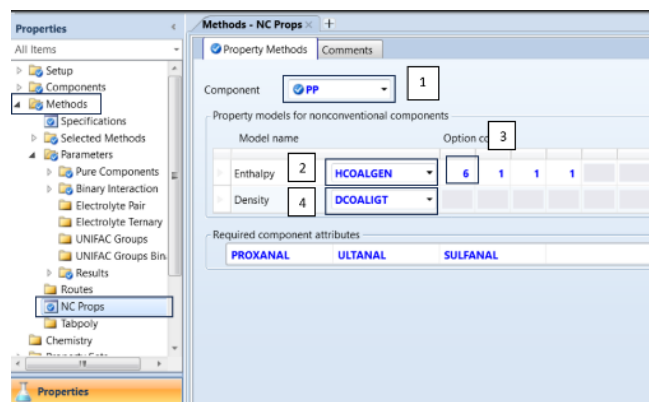 Properties
All Items
Setup
Components
Methods
Specifications
Selected Methods
Parameters
Pure Components
Binary Interaction
Electrolyte Pair
Electrolyte Ternary
UNIFAC Groups
UNIFAC Groups Bin
Results
Routes
NC Props
Tabpoly
Chemistry
Properties
Methods - NC Props × +
Property Methods Comments
Component PP 1
Property models for nonconventional components
Model name Option co 3
Enthalpy 2 HCOALGEN 6 1 1 1
Density 4 DCOALIGT
Required component attributes
PROXANAL ULTANAL SULFANAL